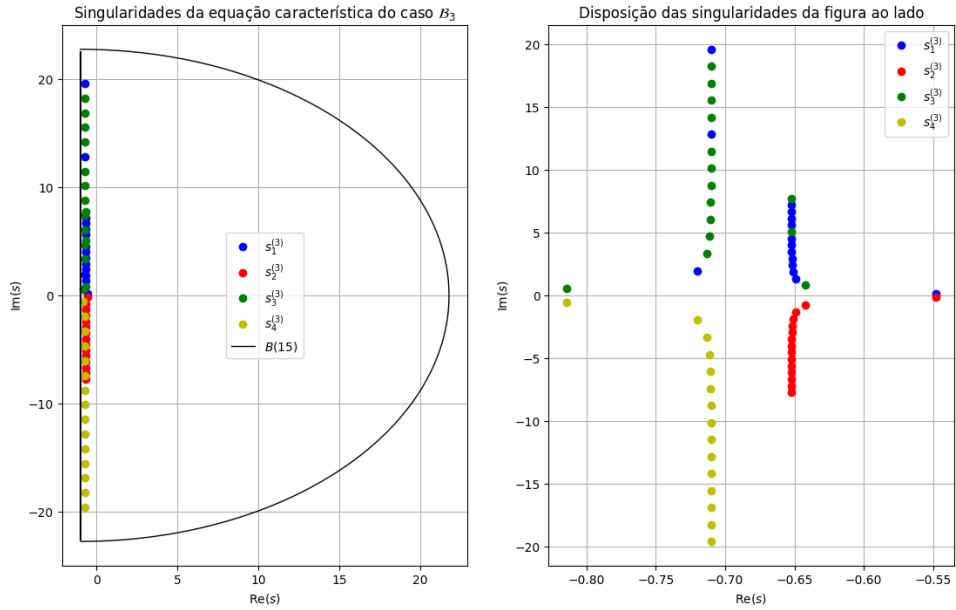 Singularidades da equação característica do caso ℬ₃
20
10
0
−10
−20
Im(s)
0
5
10
15
20
Re(s)
s₁⁽³⁾
s₂⁽³⁾
s₃⁽³⁾
s₄⁽³⁾
B(15)
Disposição das singularidades da figura ao lado
20
15
10
5
0
−5
−10
−15
−20
Im(s)
−0.80
−0.75
−0.70
−0.65
−0.60
−0.55
Re(s)
s₁⁽³⁾
s₂⁽³⁾
s₃⁽³⁾
s₄⁽³⁾